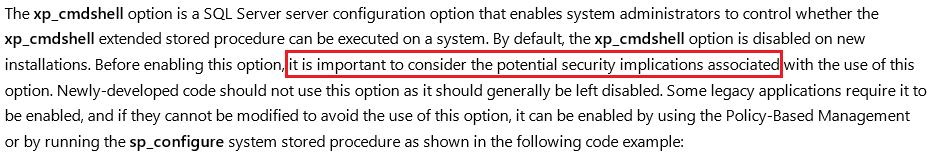 The xp_cmdshell option is a SQL Server server configuration option that enables system administrators to control whether the
xp_cmdshell extended stored procedure can be executed on a system. By default, the xp_cmdshell option is disabled on new
installations. Before enabling this option, it is important to consider the potential security implications associated with the use of this
option. Newly-developed code should not use this option as it should generally be left disabled. Some legacy applications require it to
be enabled, and if they cannot be modified to avoid the use of this option, it can be enabled by using the Policy-Based Management
or by running the sp_configure system stored procedure as shown in the following code example: